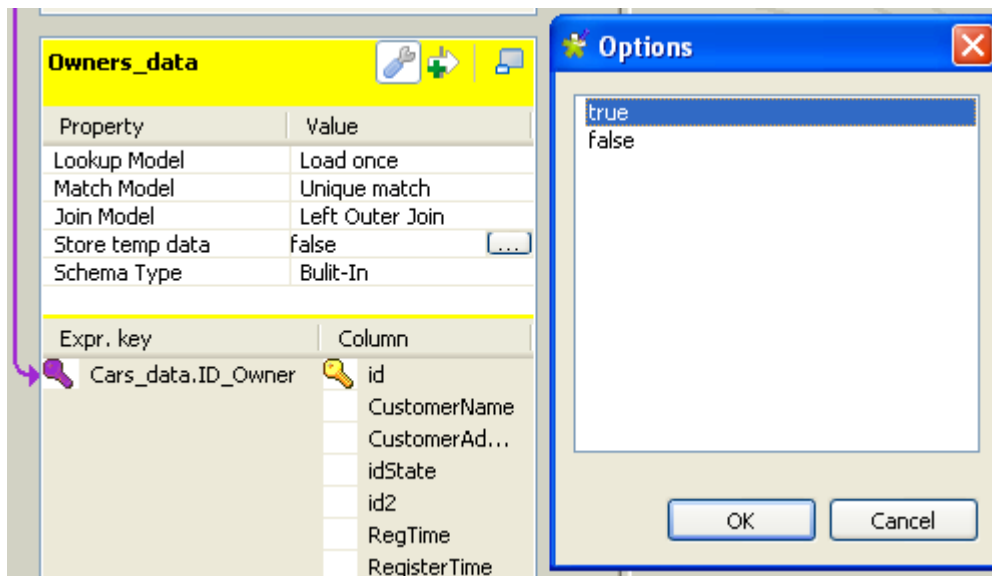 Owners_data
Property Value
Lookup Model Load once
Match Model Unique match
Join Model Left Outer Join
Store temp data false ...
Schema Type Bulit-In
Expr. key Column
Cars_data.ID_Owner id
CustomerName
CustomerAd...
idState
id2
RegTime
RegisterTime
Options
true
false
OK Cancel